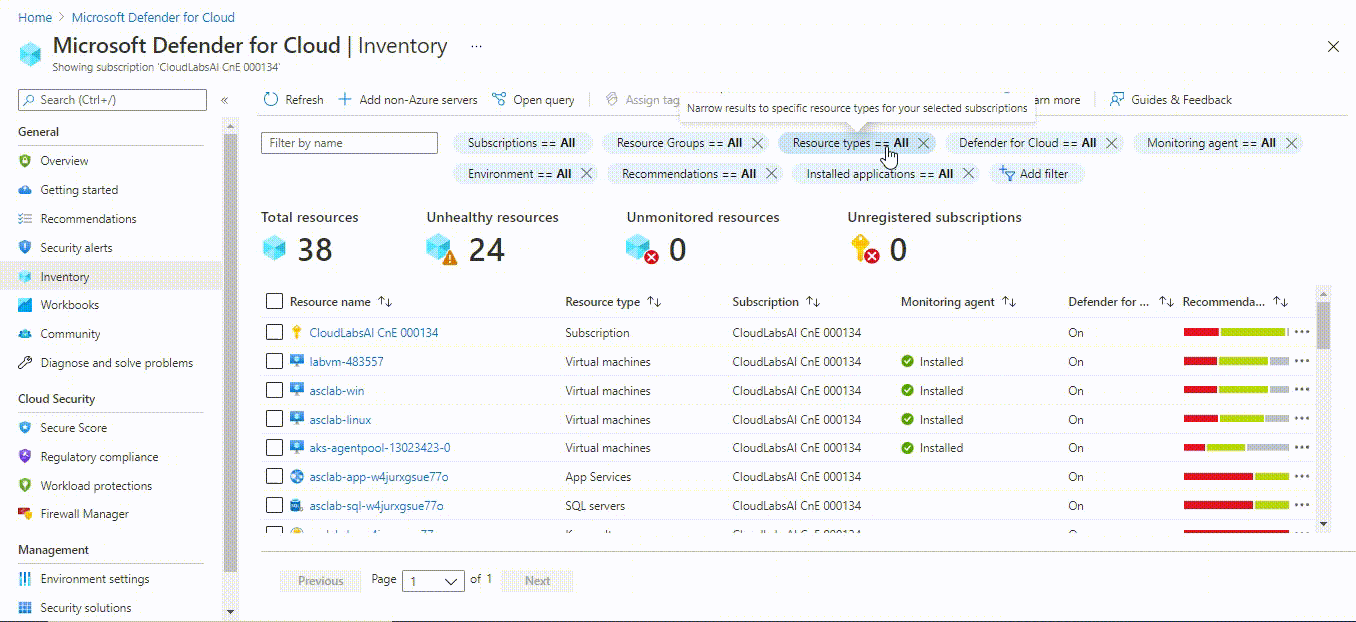 Home > Microsoft Defender for Cloud
Microsoft Defender for Cloud | Inventory ...
Showing subscription 'CloudLabsAI CnE 000134'
Search (Ctrl+/)
«
General
Overview
Getting started
Recommendations
Security alerts
Inventory
Workbooks
Community
Diagnose and solve problems
Cloud Security
Secure Score
Regulatory compliance
Workload protections
Firewall Manager
Management
Environment settings
Security solutions
Refresh
Add non-Azure servers
Open query
Assign tag
arn more
Guides & Feedback
Narrow results to specific resource types for your selected subscriptions
Filter by name
Subscriptions == All
Resource Groups == All
Resource types == All
Defender for Cloud == All
Monitoring agent == All
Environment == All
Recommendations == All
Installed applications == All
Add filter
Total resources
38
Unhealthy resources
24
Unmonitored resources
0
Unregistered subscriptions
0
Resource name Resource type Subscription Monitoring agent Defender for ... Recommenda...
CloudLabsAI CnE 000134 Subscription CloudLabsAI CnE 000134 On
labvm-483557 Virtual machines CloudLabsAI CnE 000134 Installed On
asclab-win Virtual machines CloudLabsAI CnE 000134 Installed On
asclab-linux Virtual machines CloudLabsAI CnE 000134 Installed On
aks-agentpool-13023423-0 Virtual machines CloudLabsAI CnE 000134 Installed On
asclab-app-w4jurxgsue77o App Services CloudLabsAI CnE 000134 On
asclab-sql-w4jurxgsue77o SQL servers CloudLabsAI CnE 000134 On
Previous Page 1 of 1 Next